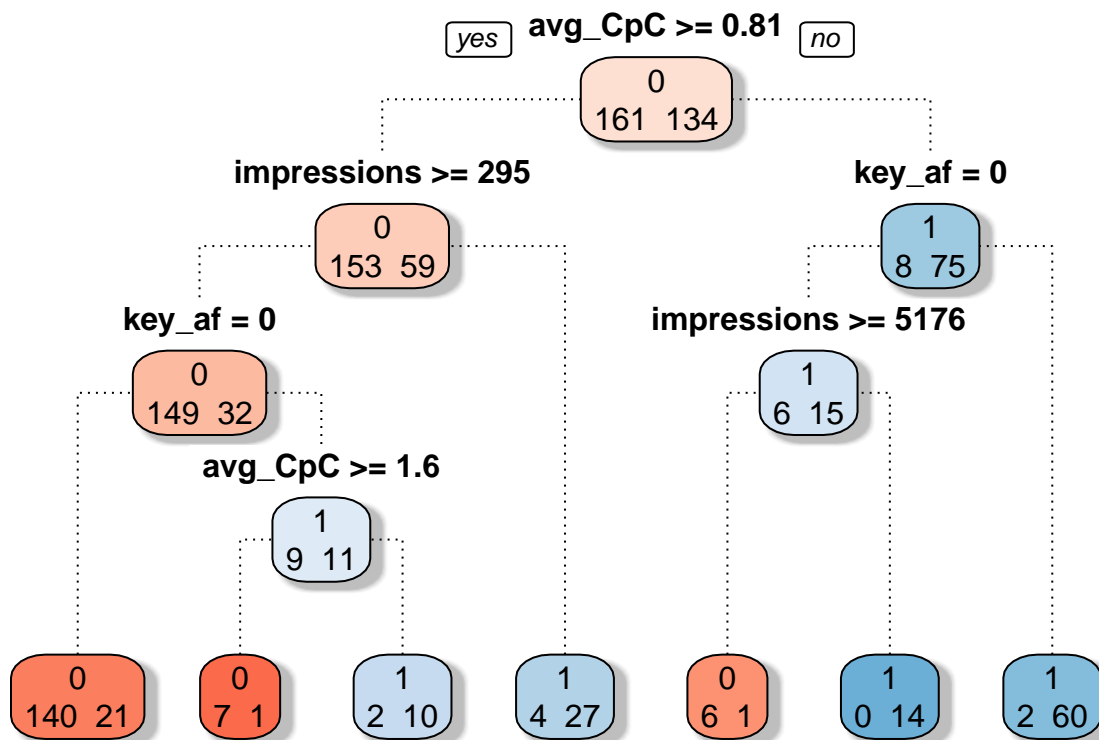 avg_CpC >= 0.81
yes no
0
161 134
impressions >= 295 key_af = 0
0 1
153 59 8 75
key_af = 0 impressions >= 5176
0 1
149 32 6 15
avg_CpC >= 1.6
1
9 11
0 0 1 1 0 1 1
140 21 7 1 2 10 4 27 6 1 0 14 2 60